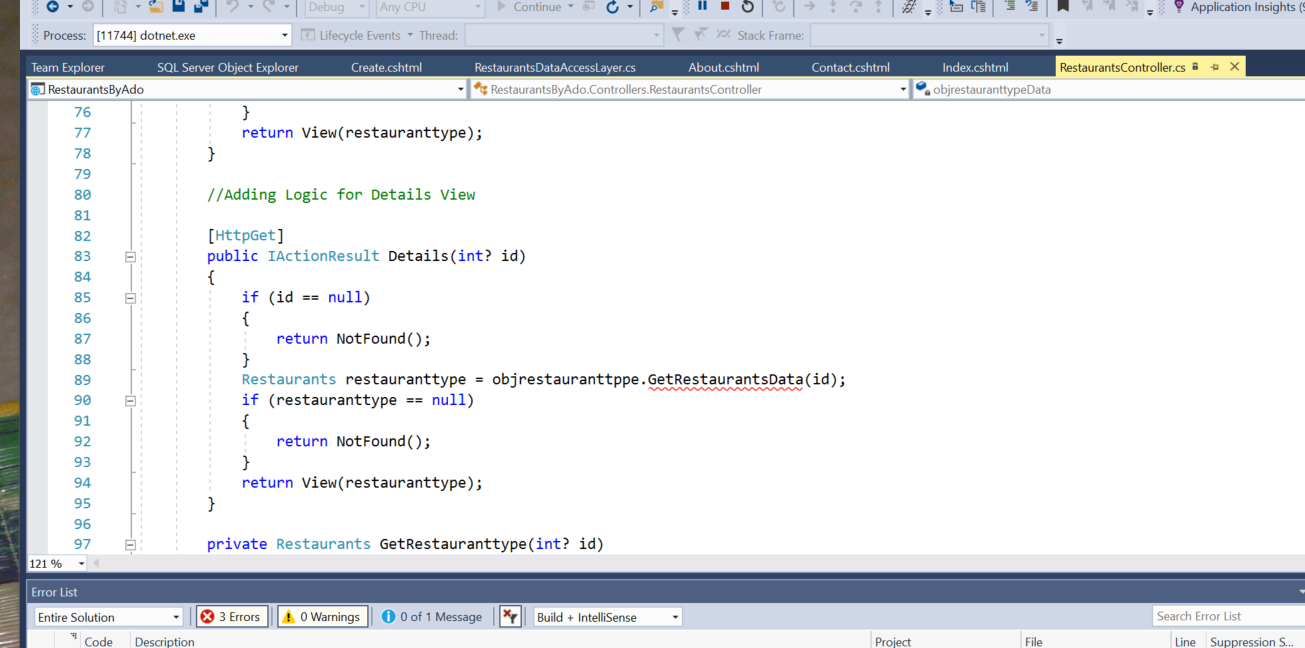 Debug Any CPU Continue Application Insights (
Process: [11744] dotnet.exe Lifecycle Events Thread: Stack Frame:
Team Explorer SQL Server Object Explorer Create.cshtml RestaurantsDataAccessLayer.cs About.cshtml Contact.cshtml Index.cshtml RestaurantsController.cs
RestaurantsByAdo RestaurantsByAdo.Controllers.RestaurantsController objrestauranttypeData
76 }
77 return View(restauranttype);
78 }
79
80 //Adding Logic for Details View
81
82 [HttpGet]
83 public IActionResult Details(int? id)
84 {
85 if (id == null)
86 {
87 return NotFound();
88 }
89 Restaurants restauranttype = objrestauranttppe.GetRestaurantsData(id);
90 if (restauranttype == null)
91 {
92 return NotFound();
93 }
94 return View(restauranttype);
95 }
96
97 private Restaurants GetRestauranttype(int? id)
121 %
Error List
Entire Solution 3 Errors 0 Warnings 0 of 1 Message Build + IntelliSense Search Error List
Code Description Project File Line Suppression S...